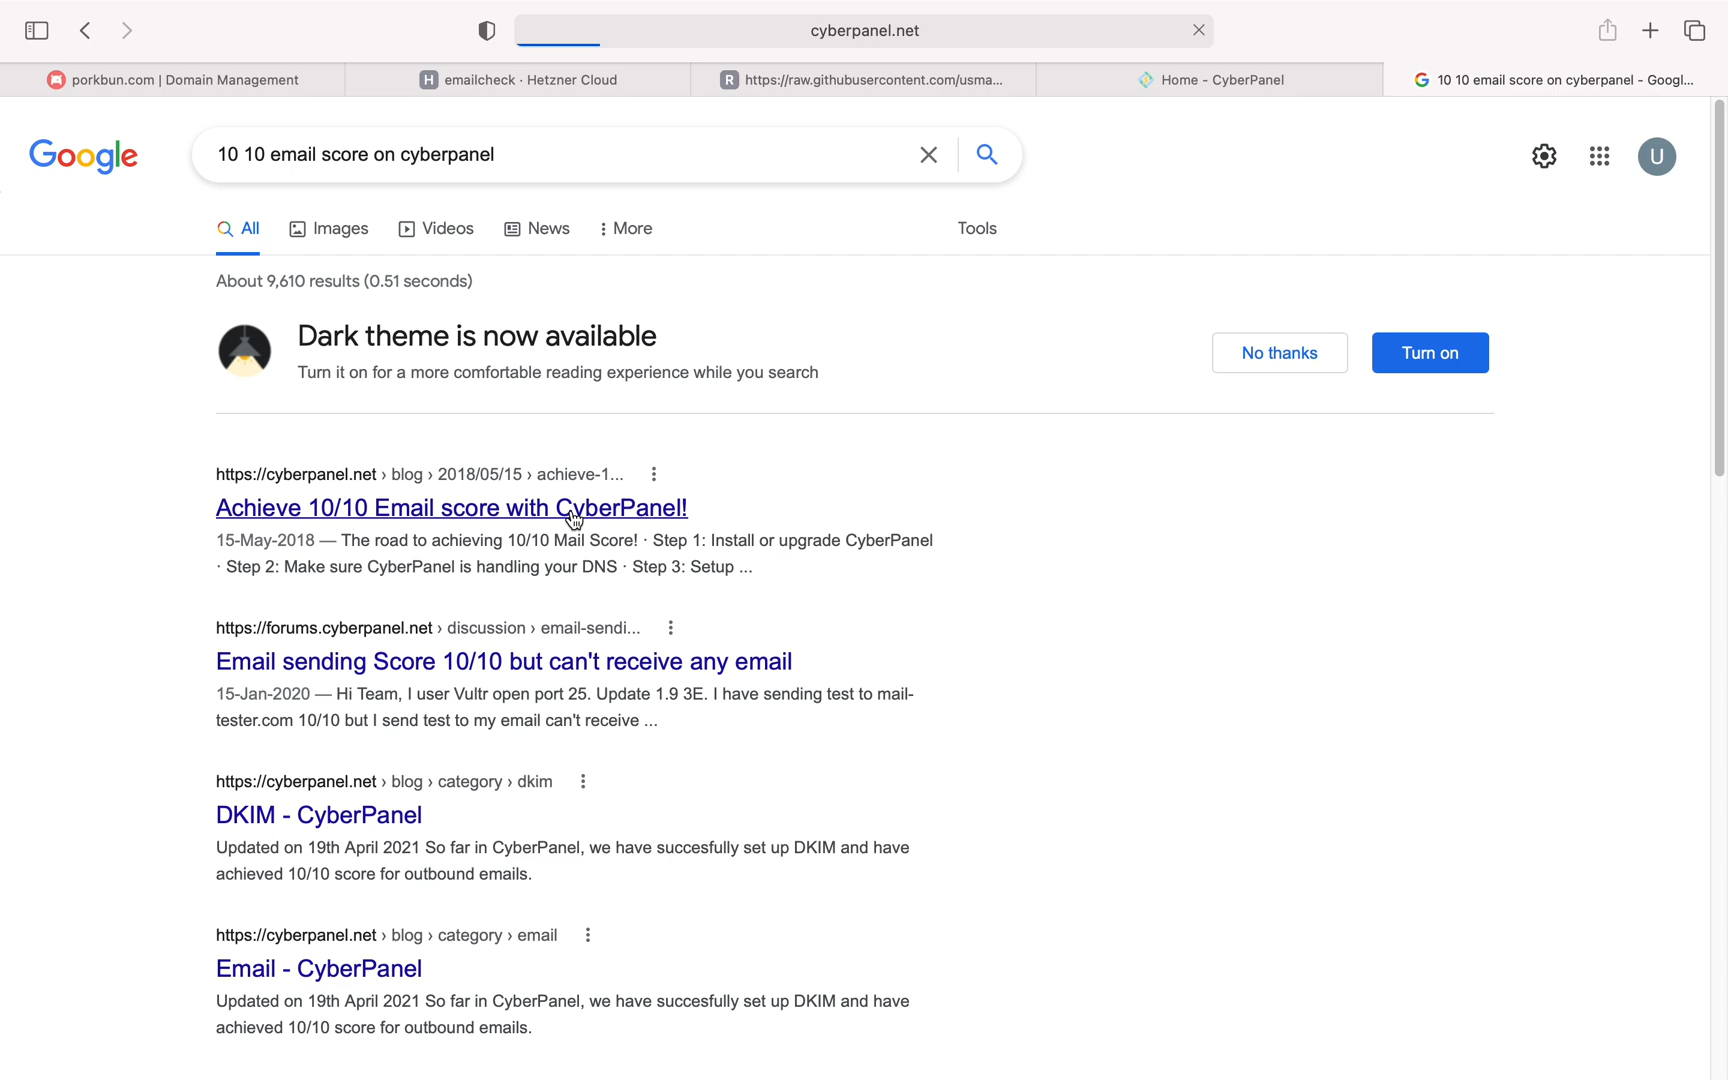 cyberpanel.net
porkbun.com | Domain Management
H emailcheck · Hetzner Cloud
R https://raw.githubusercontent.com/usma...
Home - CyberPanel
10 10 email score on cyberpanel - Googl...
Google
10 10 email score on cyberpanel
U
All
Images
Videos
News
More
Tools
About 9,610 results (0.51 seconds)
Dark theme is now available
Turn it on for a more comfortable reading experience while you search
No thanks
Turn on
https://cyberpanel.net › blog › 2018/05/15 › achieve-1...
Achieve 10/10 Email score with CyberPanel!
15-May-2018 — The road to achieving 10/10 Mail Score! · Step 1: Install or upgrade CyberPanel
· Step 2: Make sure CyberPanel is handling your DNS · Step 3: Setup ...
https://forums.cyberpanel.net › discussion › email-sendi...
Email sending Score 10/10 but can't receive any email
15-Jan-2020 — Hi Team, I user Vultr open port 25. Update 1.9 3E. I have sending test to mail-
tester.com 10/10 but I send test to my email can't receive ...
https://cyberpanel.net › blog › category › dkim
DKIM - CyberPanel
Updated on 19th April 2021 So far in CyberPanel, we have succesfully set up DKIM and have
achieved 10/10 score for outbound emails.
https://cyberpanel.net › blog › category › email
Email - CyberPanel
Updated on 19th April 2021 So far in CyberPanel, we have succesfully set up DKIM and have
achieved 10/10 score for outbound emails.